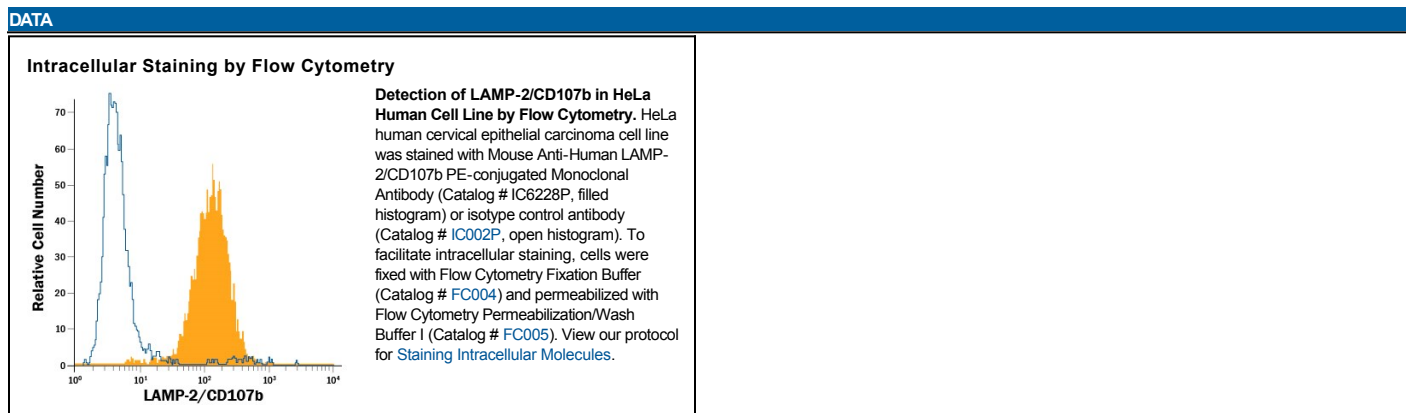 DATA
Intracellular Staining by Flow Cytometry
70
60
50
40
30
20
10
0
Relative Cell Number
10⁰ 10¹ 10² 10³ 10⁴
LAMP-2/CD107b
Detection of LAMP-2/CD107b in HeLa
Human Cell Line by Flow Cytometry. HeLa
human cervical epithelial carcinoma cell line
was stained with Mouse Anti-Human LAMP-
2/CD107b PE-conjugated Monoclonal
Antibody (Catalog # IC6228P, filled
histogram) or isotype control antibody
(Catalog # IC002P, open histogram). To
facilitate intracellular staining, cells were
fixed with Flow Cytometry Fixation Buffer
(Catalog # FC004) and permeabilized with
Flow Cytometry Permeabilization/Wash
Buffer I (Catalog # FC005). View our protocol
for Staining Intracellular Molecules.